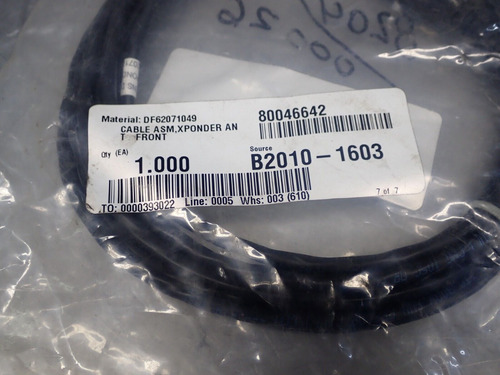 Material: DF62071049
80046642
CABLE ASM,XPONDER AN
T FRONT
Qty (EA)
Source
1.000
B2010-1603
7 of 7
TO: 0000393022 Line: 0005 Whs: 003 (610)